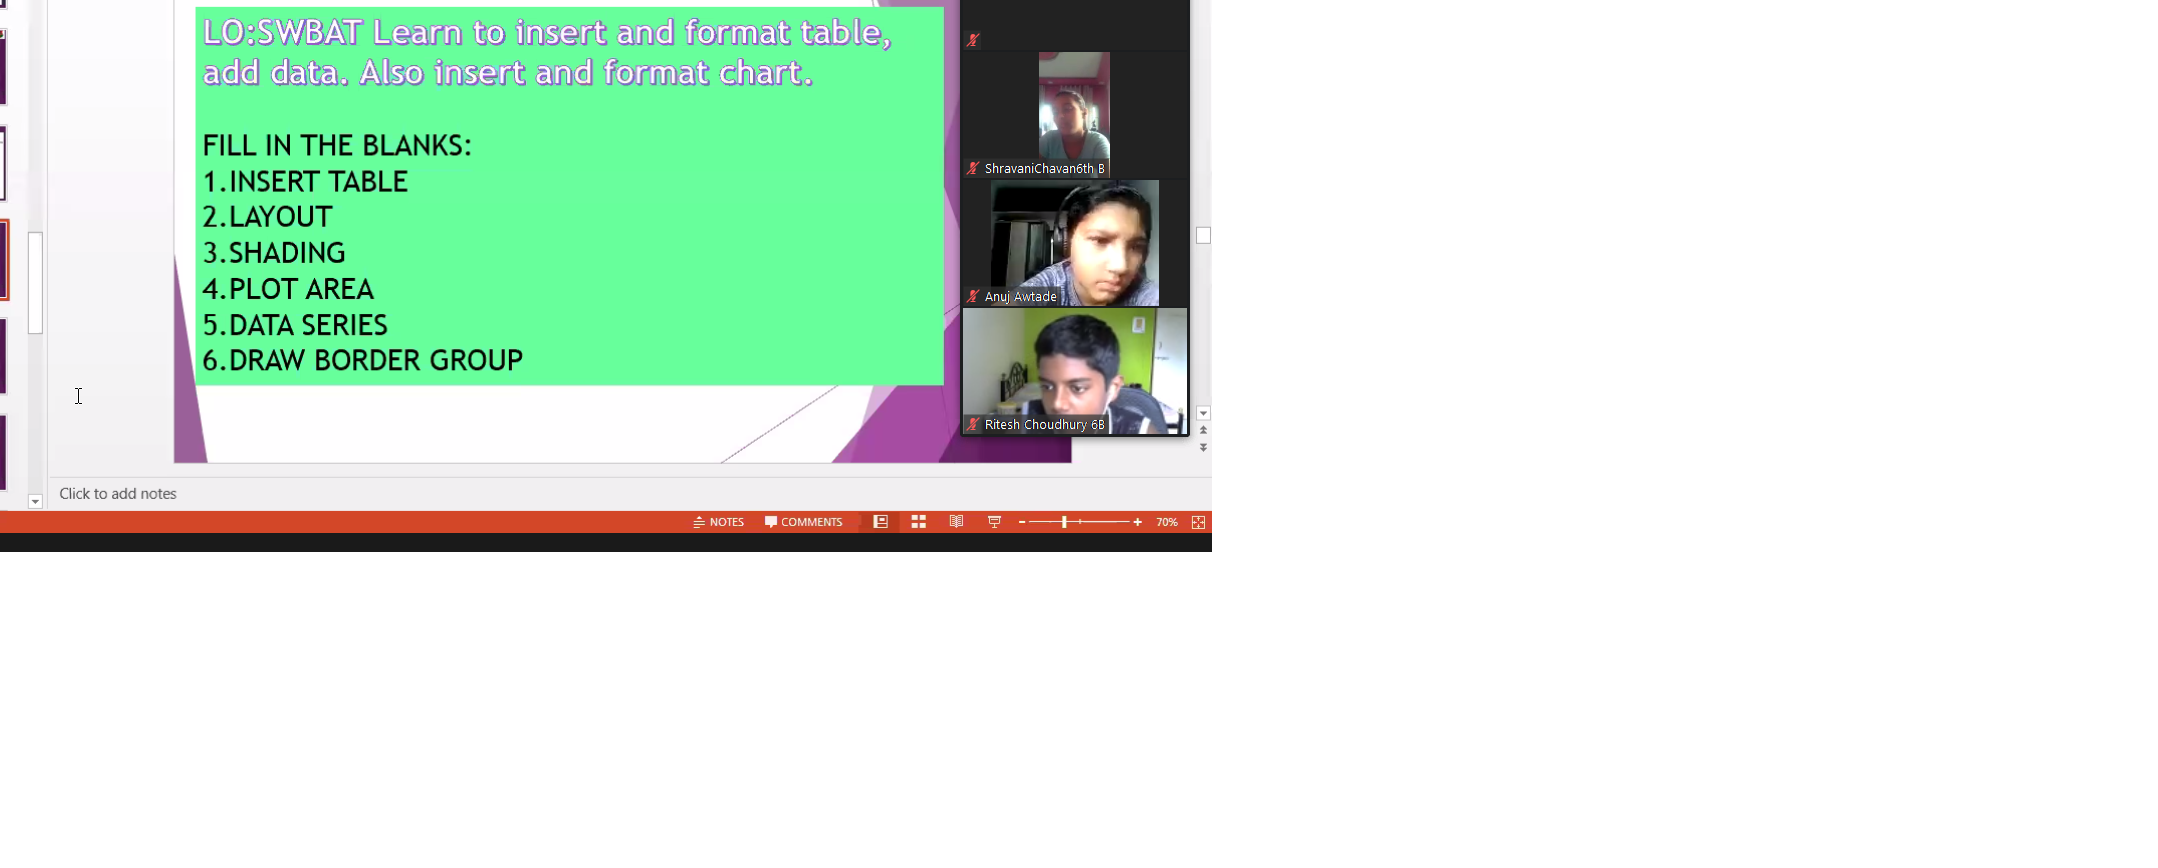 LO:SWBAT Learn to insert and format table,
add data. Also insert and format chart.
FILL IN THE BLANKS:
1.INSERT TABLE
2.LAYOUT
3.SHADING
4.PLOT AREA
5.DATA SERIES
6.DRAW BORDER GROUP
ShravaniChavan6th B
Anuj Awtade
Ritesh Choudhury 6B
Click to add notes
NOTES COMMENTS 70%